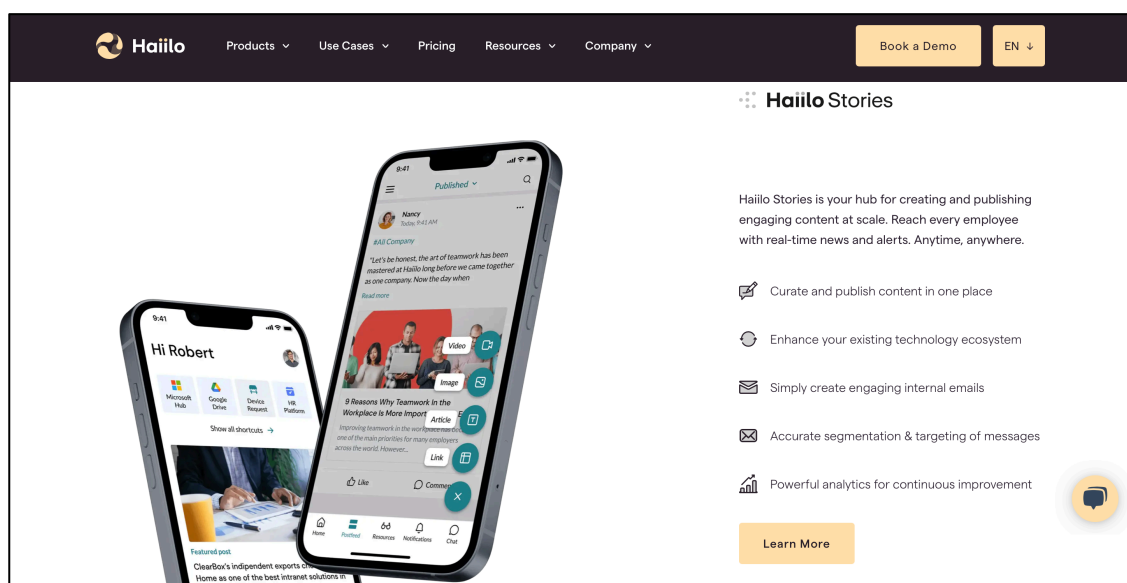 Haiilo
Products
Use Cases
Pricing
Resources
Company
Book a Demo
EN ↓
Haiilo Stories
Haiilo Stories is your hub for creating and publishing
engaging content at scale. Reach every employee
with real-time news and alerts. Anytime, anywhere.
Curate and publish content in one place
Enhance your existing technology ecosystem
Simply create engaging internal emails
Accurate segmentation & targeting of messages
Powerful analytics for continuous improvement
Learn More
9:41
Published
Nancy
Today, 9:41 AM
#All Company
"Let's be honest, the art of teamwork has been
mastered at Haiilo long before we came together
as one company. Now the day when
Read more
Video
Image
Article
Link
9 Reasons Why Teamwork In the
Workplace Is More Import
Improving teamwork in the workplace has
one of the main priorities for many employers
across the world. However...
Like
Comment
Home
Postfeed
Resources
Notifications
Chat
9:41
Hi Robert
Microsoft
Hub
Google
Drive
Device
Request
HR
Platform
Show all shortcuts →
Featured post
ClearBox's indipendent exports
Home as one of the best intranet solutions in